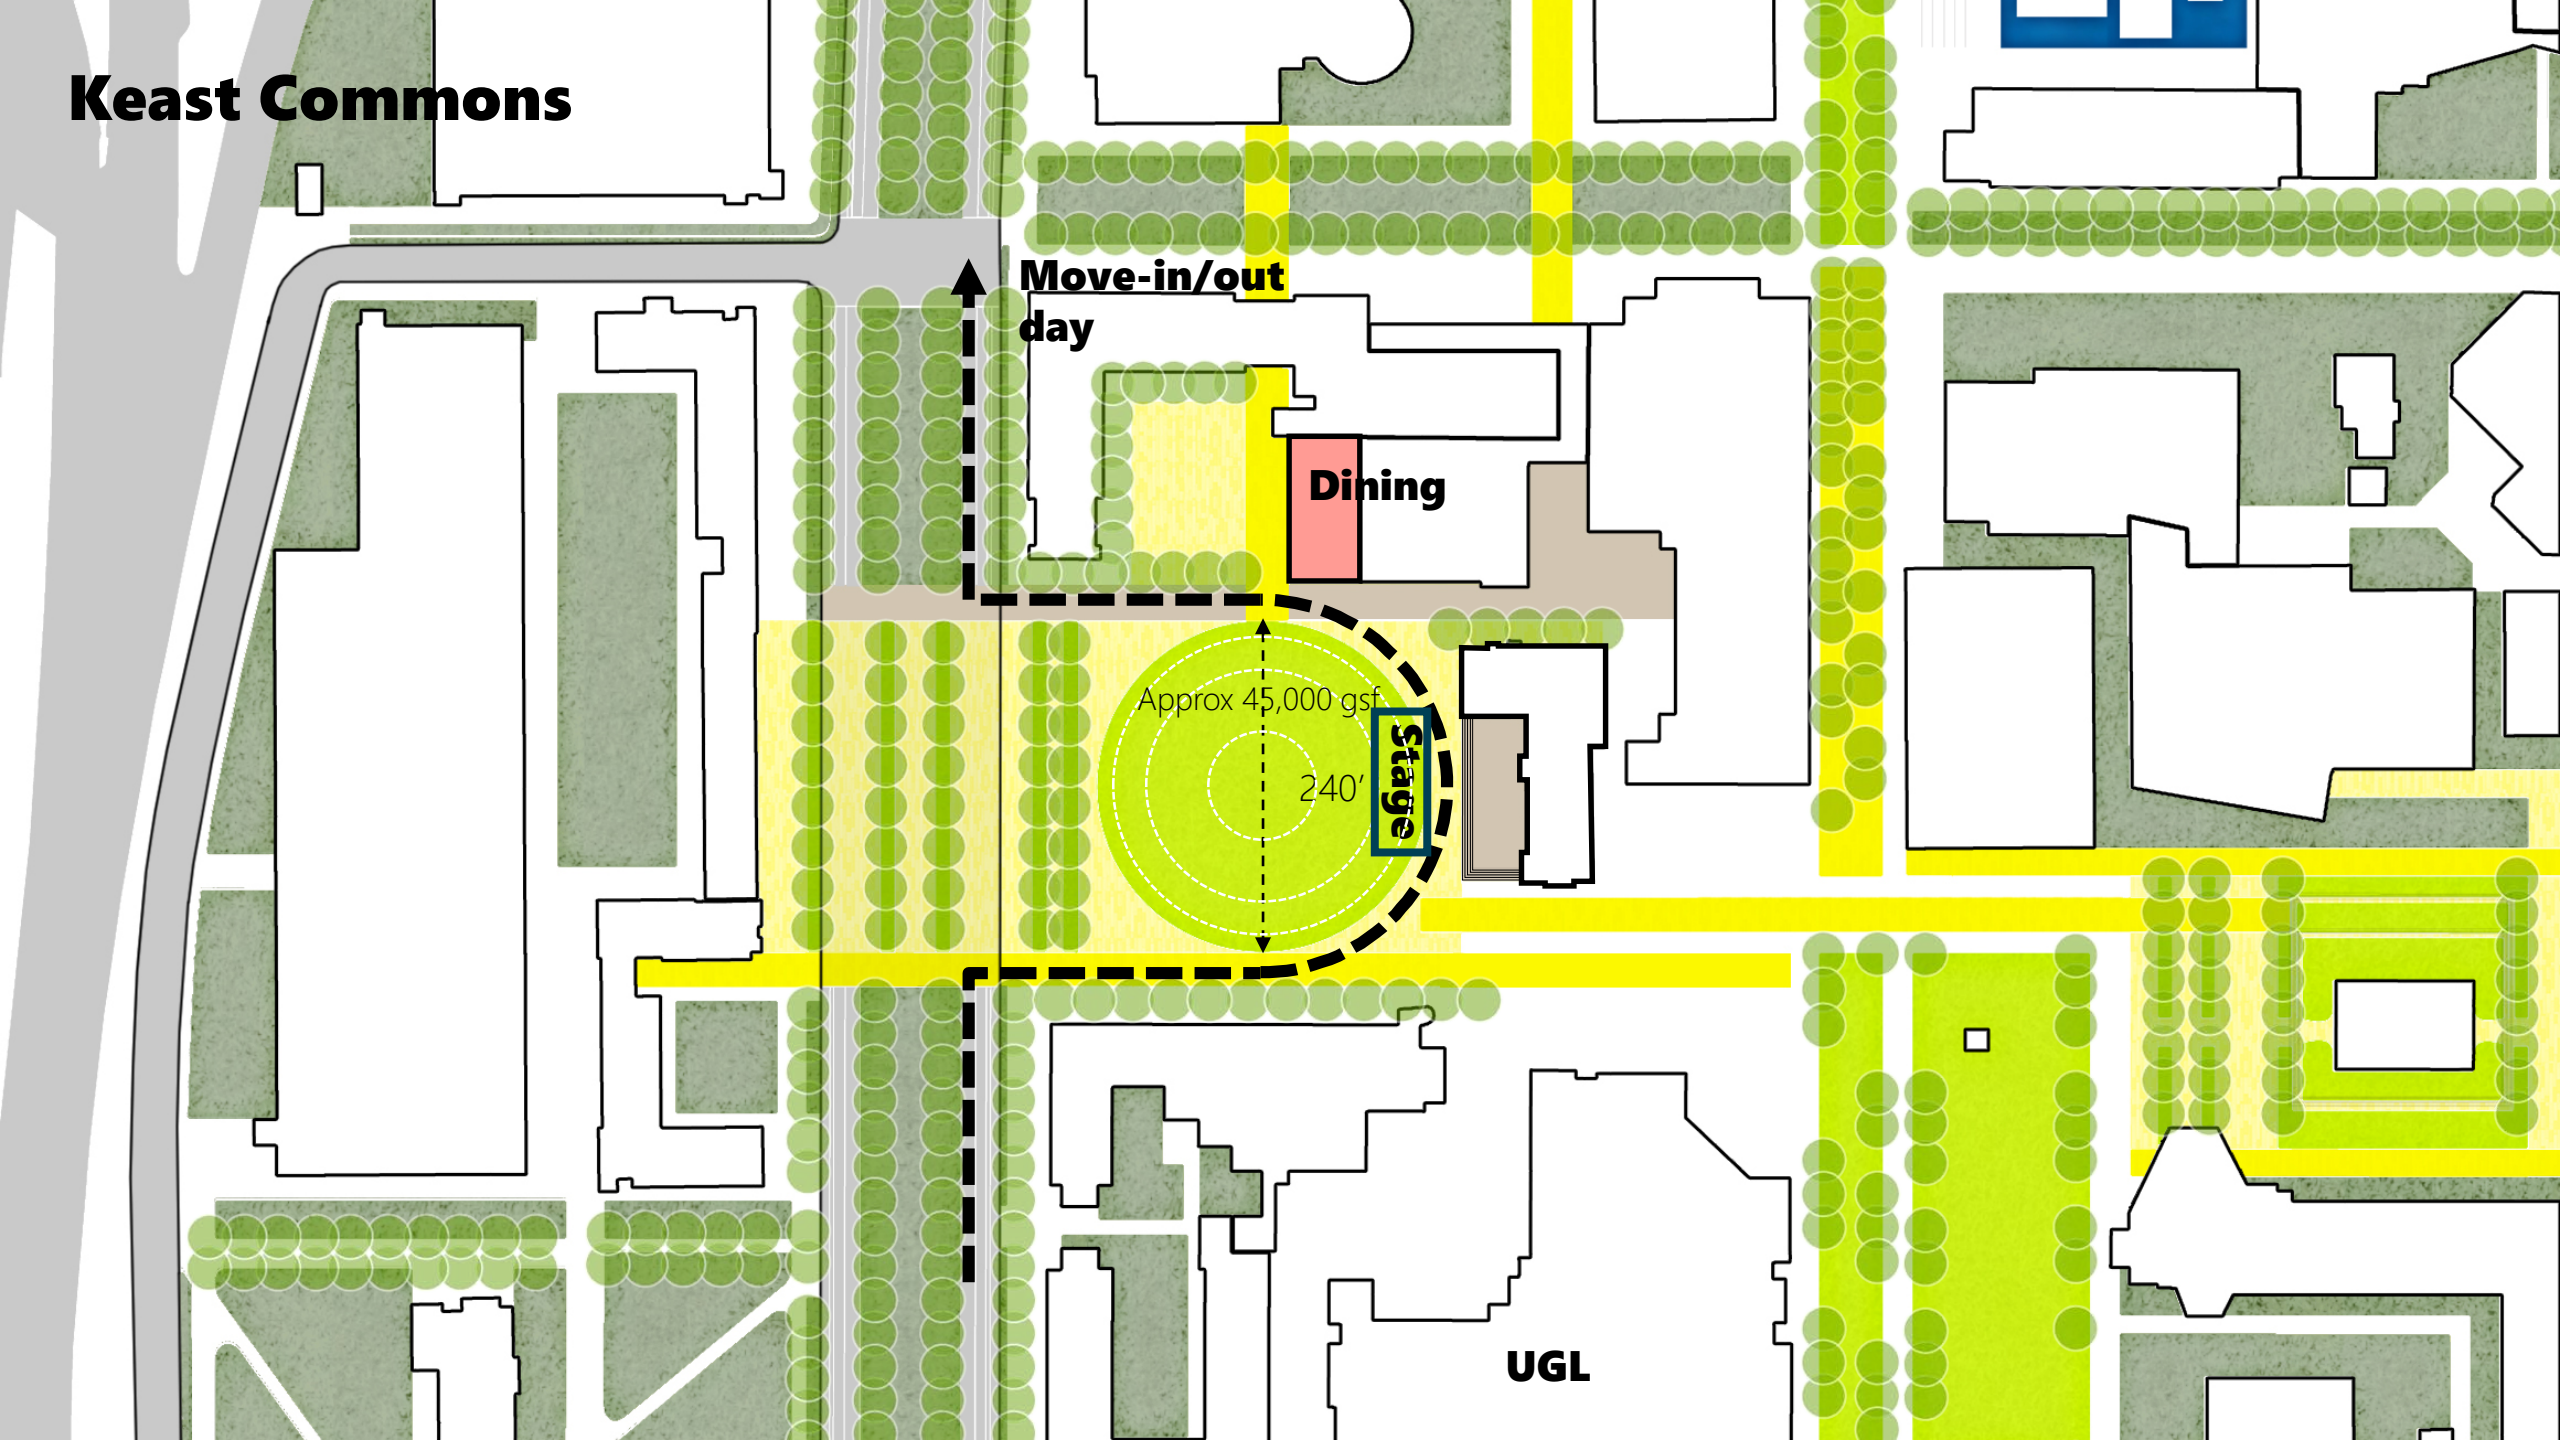 Keast Commons
Move-in/out
day
Dining
Approx 45,000 gsf
Stage
240’
UGL